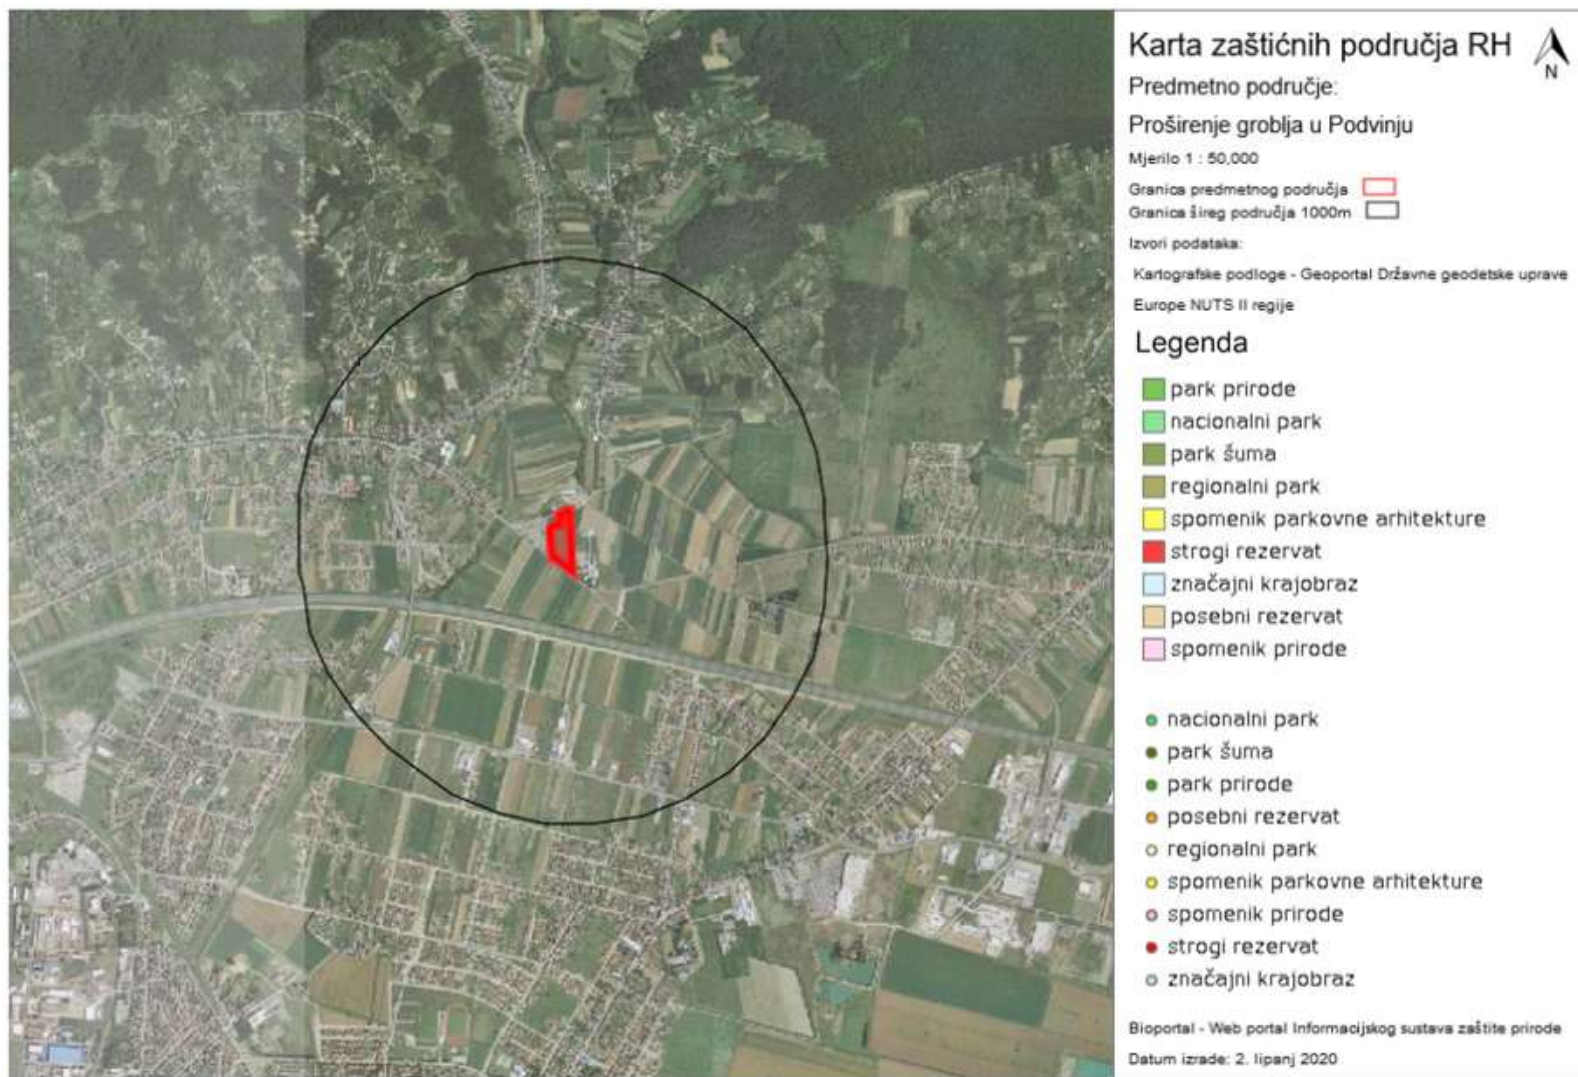 Karta zaštićnih područja RH
N
Predmetno područje:
Proširenje groblja u Podvinju
Mjerilo 1 : 50,000
Granica predmetnog područja
Granica šireg područja 1000m
Izvori podataka:
Kartografske podloge - Geoportal Državne geodetske uprave
Europe NUTS II regije
Legenda
park prirode
nacionalni park
park šuma
regionalni park
spomenik parkovne arhitekture
strogi rezervat
značajni krajobraz
posebni rezervat
spomenik prirode
nacionalni park
park šuma
park prirode
posebni rezervat
regionalni park
spomenik parkovne arhitekture
spomenik prirode
strogi rezervat
značajni krajobraz
Bioportal - Web portal Informacijskog sustava zaštite prirode
Datum izrade: 2. lipanj 2020